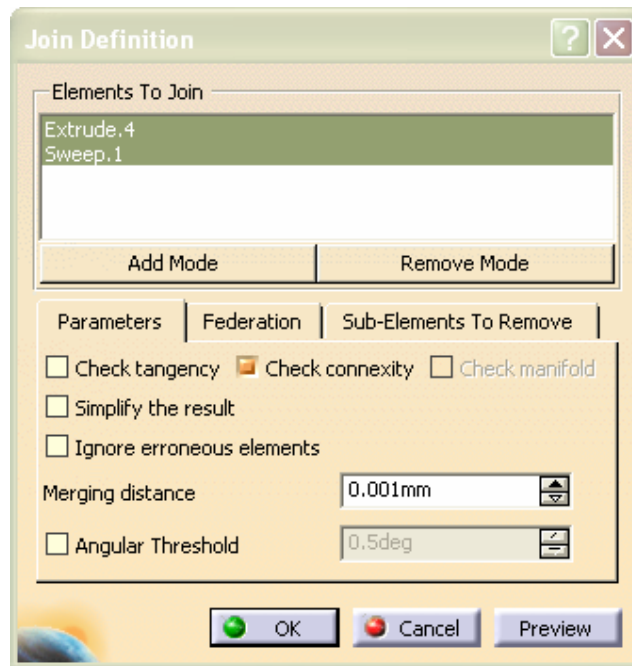 Join Definition
?
Elements To Join
Extrude.4
Sweep.1
Add Mode Remove Mode
Parameters Federation Sub-Elements To Remove
Check tangency Check connexity Check manifold
Simplify the result
Ignore erroneous elements
Merging distance 0.001mm
Angular Threshold 0.5deg
OK Cancel Preview